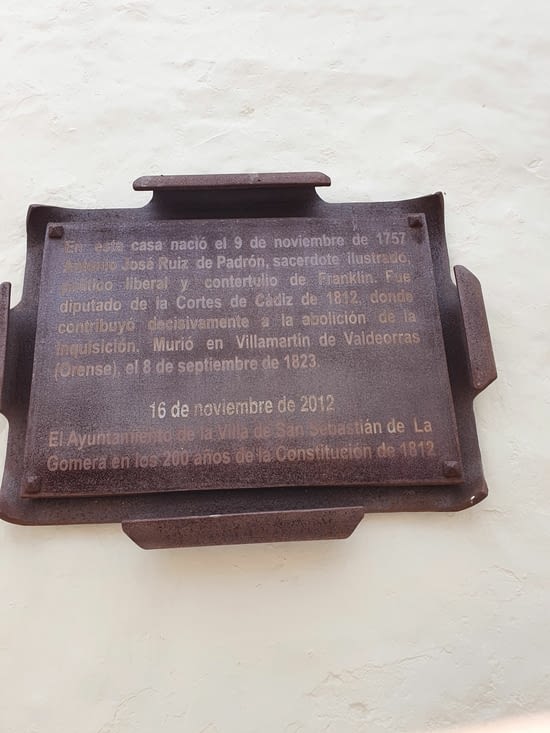 En este casa nació el 9 de noviembre de 1757
Antonio José Ruiz de Padrón, sacerdote ilustrado,
político liberal y contertulio de Franklin. Fue
diputado de la Cortes de Cádiz de 1812, donde
contribuyo decisivamente a la abolición de la
Inquisición. Murió en Villamartín de Valdeorras
(Orense), el 8 de septiembre de 1823.
16 de noviembre de 2012
El Ayuntamiento de la Villa de San Sebastián de La
Gomera en los 200 años de la Constitución de 1812